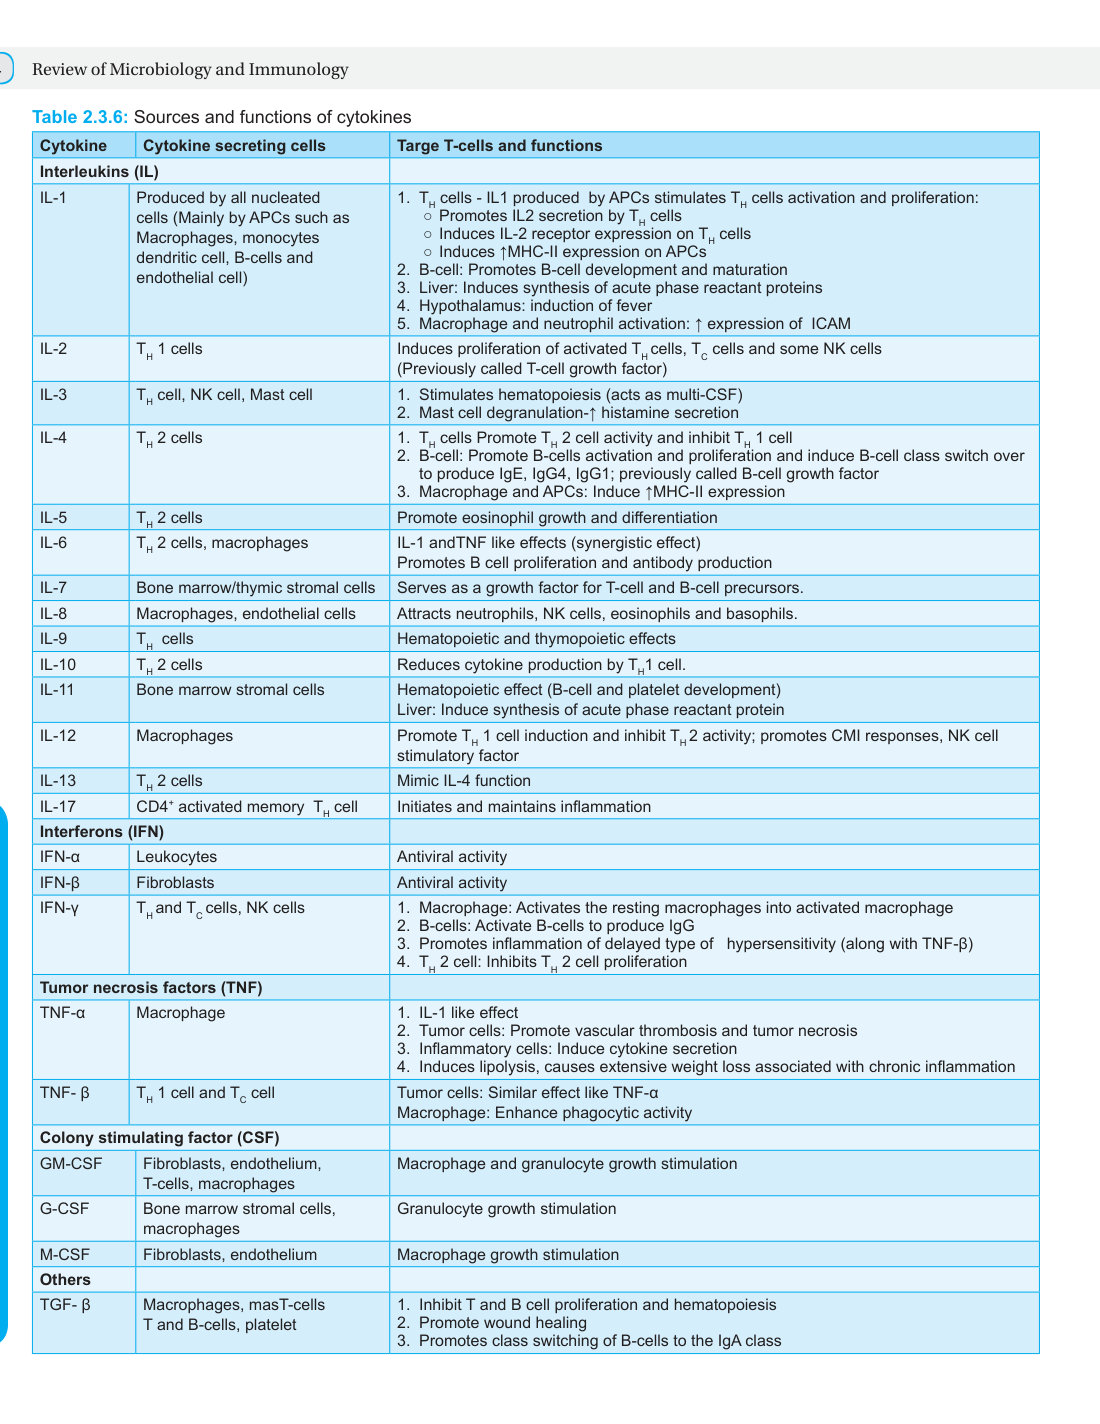 Review of Microbiology and Immunology
Table 2.3.6: Sources and functions of cytokines
Cytokine Cytokine secreting cells Targe T-cells and functions
Interleukins (IL)
IL-1 Produced by all nucleated
cells (Mainly by APCs such as
Macrophages, monocytes
dendritic cell, B-cells and
endothelial cell)
1. TH cells - IL1 produced by APCs stimulates TH cells activation and proliferation:
○ Promotes IL2 secretion by TH cells
○ Induces IL-2 receptor expression on TH cells
○ Induces ↑MHC-II expression on APCs
2. B-cell: Promotes B-cell development and maturation
3. Liver: Induces synthesis of acute phase reactant proteins
4. Hypothalamus: induction of fever
5. Macrophage and neutrophil activation: ↑ expression of ICAM
IL-2 TH 1 cells Induces proliferation of activated TH cells, TC cells and some NK cells
(Previously called T-cell growth factor)
IL-3 TH cell, NK cell, Mast cell 1. Stimulates hematopoiesis (acts as multi-CSF)
2. Mast cell degranulation-↑ histamine secretion
IL-4 TH 2 cells 1. TH cells Promote TH 2 cell activity and inhibit TH 1 cell
2. B-cell: Promote B-cells activation and proliferation and induce B-cell class switch over
to produce IgE, IgG4, IgG1; previously called B-cell growth factor
3. Macrophage and APCs: Induce ↑MHC-II expression
IL-5 TH 2 cells Promote eosinophil growth and differentiation
IL-6 TH 2 cells, macrophages IL-1 andTNF like effects (synergistic effect)
Promotes B cell proliferation and antibody production
IL-7 Bone marrow/thymic stromal cells Serves as a growth factor for T-cell and B-cell precursors.
IL-8 Macrophages, endothelial cells Attracts neutrophils, NK cells, eosinophils and basophils.
IL-9 TH cells Hematopoietic and thymopoietic effects
IL-10 TH 2 cells Reduces cytokine production by TH1 cell.
IL-11 Bone marrow stromal cells Hematopoietic effect (B-cell and platelet development)
Liver: Induce synthesis of acute phase reactant protein
IL-12 Macrophages Promote TH 1 cell induction and inhibit TH 2 activity; promotes CMI responses, NK cell
stimulatory factor
IL-13 TH 2 cells Mimic IL-4 function
IL-17 CD4+ activated memory TH cell Initiates and maintains inflammation
Interferons (IFN)
IFN-α Leukocytes Antiviral activity
IFN-β Fibroblasts Antiviral activity
IFN-γ TH and TC cells, NK cells 1. Macrophage: Activates the resting macrophages into activated macrophage
2. B-cells: Activate B-cells to produce IgG
3. Promotes inflammation of delayed type of hypersensitivity (along with TNF-β)
4. TH 2 cell: Inhibits TH 2 cell proliferation
Tumor necrosis factors (TNF)
TNF-α Macrophage 1. IL-1 like effect
2. Tumor cells: Promote vascular thrombosis and tumor necrosis
3. Inflammatory cells: Induce cytokine secretion
4. Induces lipolysis, causes extensive weight loss associated with chronic inflammation
TNF- β TH 1 cell and TC cell Tumor cells: Similar effect like TNF-α
Macrophage: Enhance phagocytic activity
Colony stimulating factor (CSF)
GM-CSF Fibroblasts, endothelium, Macrophage and granulocyte growth stimulation
T-cells, macrophages
G-CSF Bone marrow stromal cells, Granulocyte growth stimulation
macrophages
M-CSF Fibroblasts, endothelium Macrophage growth stimulation
Others
TGF- β Macrophages, masT-cells 1. Inhibit T and B cell proliferation and hematopoiesis
T and B-cells, platelet 2. Promote wound healing
3. Promotes class switching of B-cells to the IgA class